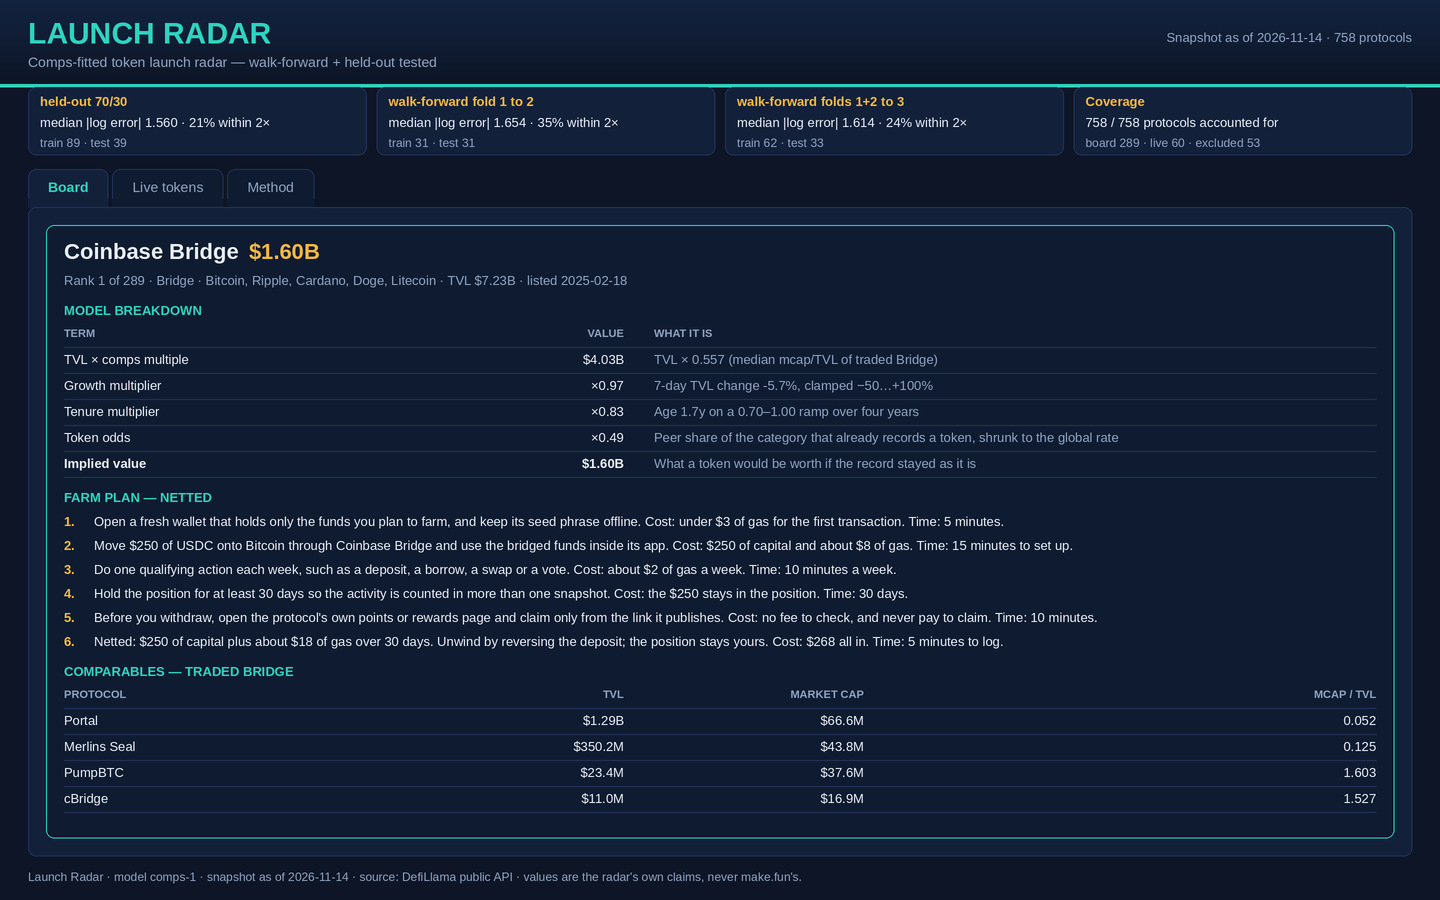 LAUNCH RADAR
Snapshot as of 2026-11-14 · 758 protocols
Comps-fitted token launch radar — walk-forward + held-out tested
held-out 70/30
median |log error| 1.560 · 21% within 2×
train 89 · test 39
walk-forward fold 1 to 2
median |log error| 1.654 · 35% within 2×
train 31 · test 31
walk-forward folds 1+2 to 3
median |log error| 1.614 · 24% within 2×
train 62 · test 33
Coverage
758 / 758 protocols accounted for
board 289 · live 60 · excluded 53
Board
Live tokens
Method
Coinbase Bridge $1.60B
Rank 1 of 289 · Bridge · Bitcoin, Ripple, Cardano, Doge, Litecoin · TVL $7.23B · listed 2025-02-18
MODEL BREAKDOWN
TERM VALUE WHAT IT IS
TVL × comps multiple $4.03B TVL × 0.557 (median mcap/TVL of traded Bridge)
Growth multiplier ×0.97 7-day TVL change -5.7%, clamped −50…+100%
Tenure multiplier ×0.83 Age 1.7y on a 0.70–1.00 ramp over four years
Token odds ×0.49 Peer share of the category that already records a token, shrunk to the global rate
Implied value $1.60B What a token would be worth if the record stayed as it is
FARM PLAN — NETTED
1. Open a fresh wallet that holds only the funds you plan to farm, and keep its seed phrase offline. Cost: under $3 of gas for the first transaction. Time: 5 minutes.
2. Move $250 of USDC onto Bitcoin through Coinbase Bridge and use the bridged funds inside its app. Cost: $250 of capital and about $8 of gas. Time: 15 minutes to set up.
3. Do one qualifying action each week, such as a deposit, a borrow, a swap or a vote. Cost: about $2 of gas a week. Time: 10 minutes a week.
4. Hold the position for at least 30 days so the activity is counted in more than one snapshot. Cost: the $250 stays in the position. Time: 30 days.
5. Before you withdraw, open the protocol's own points or rewards page and claim only from the link it publishes. Cost: no fee to check, and never pay to claim. Time: 10 minutes.
6. Netted: $250 of capital plus about $18 of gas over 30 days. Unwind by reversing the deposit; the position stays yours. Cost: $268 all in. Time: 5 minutes to log.
COMPARABLES — TRADED BRIDGE
PROTOCOL TVL MARKET CAP MCAP / TVL
Portal $1.29B $66.6M 0.052
Merlins Seal $350.2M $43.8M 0.125
PumpBTC $23.4M $37.6M 1.603
cBridge $11.0M $16.9M 1.527
Launch Radar · model comps-1 · snapshot as of 2026-11-14 · source: DefiLlama public API · values are the radar's own claims, never make.fun's.